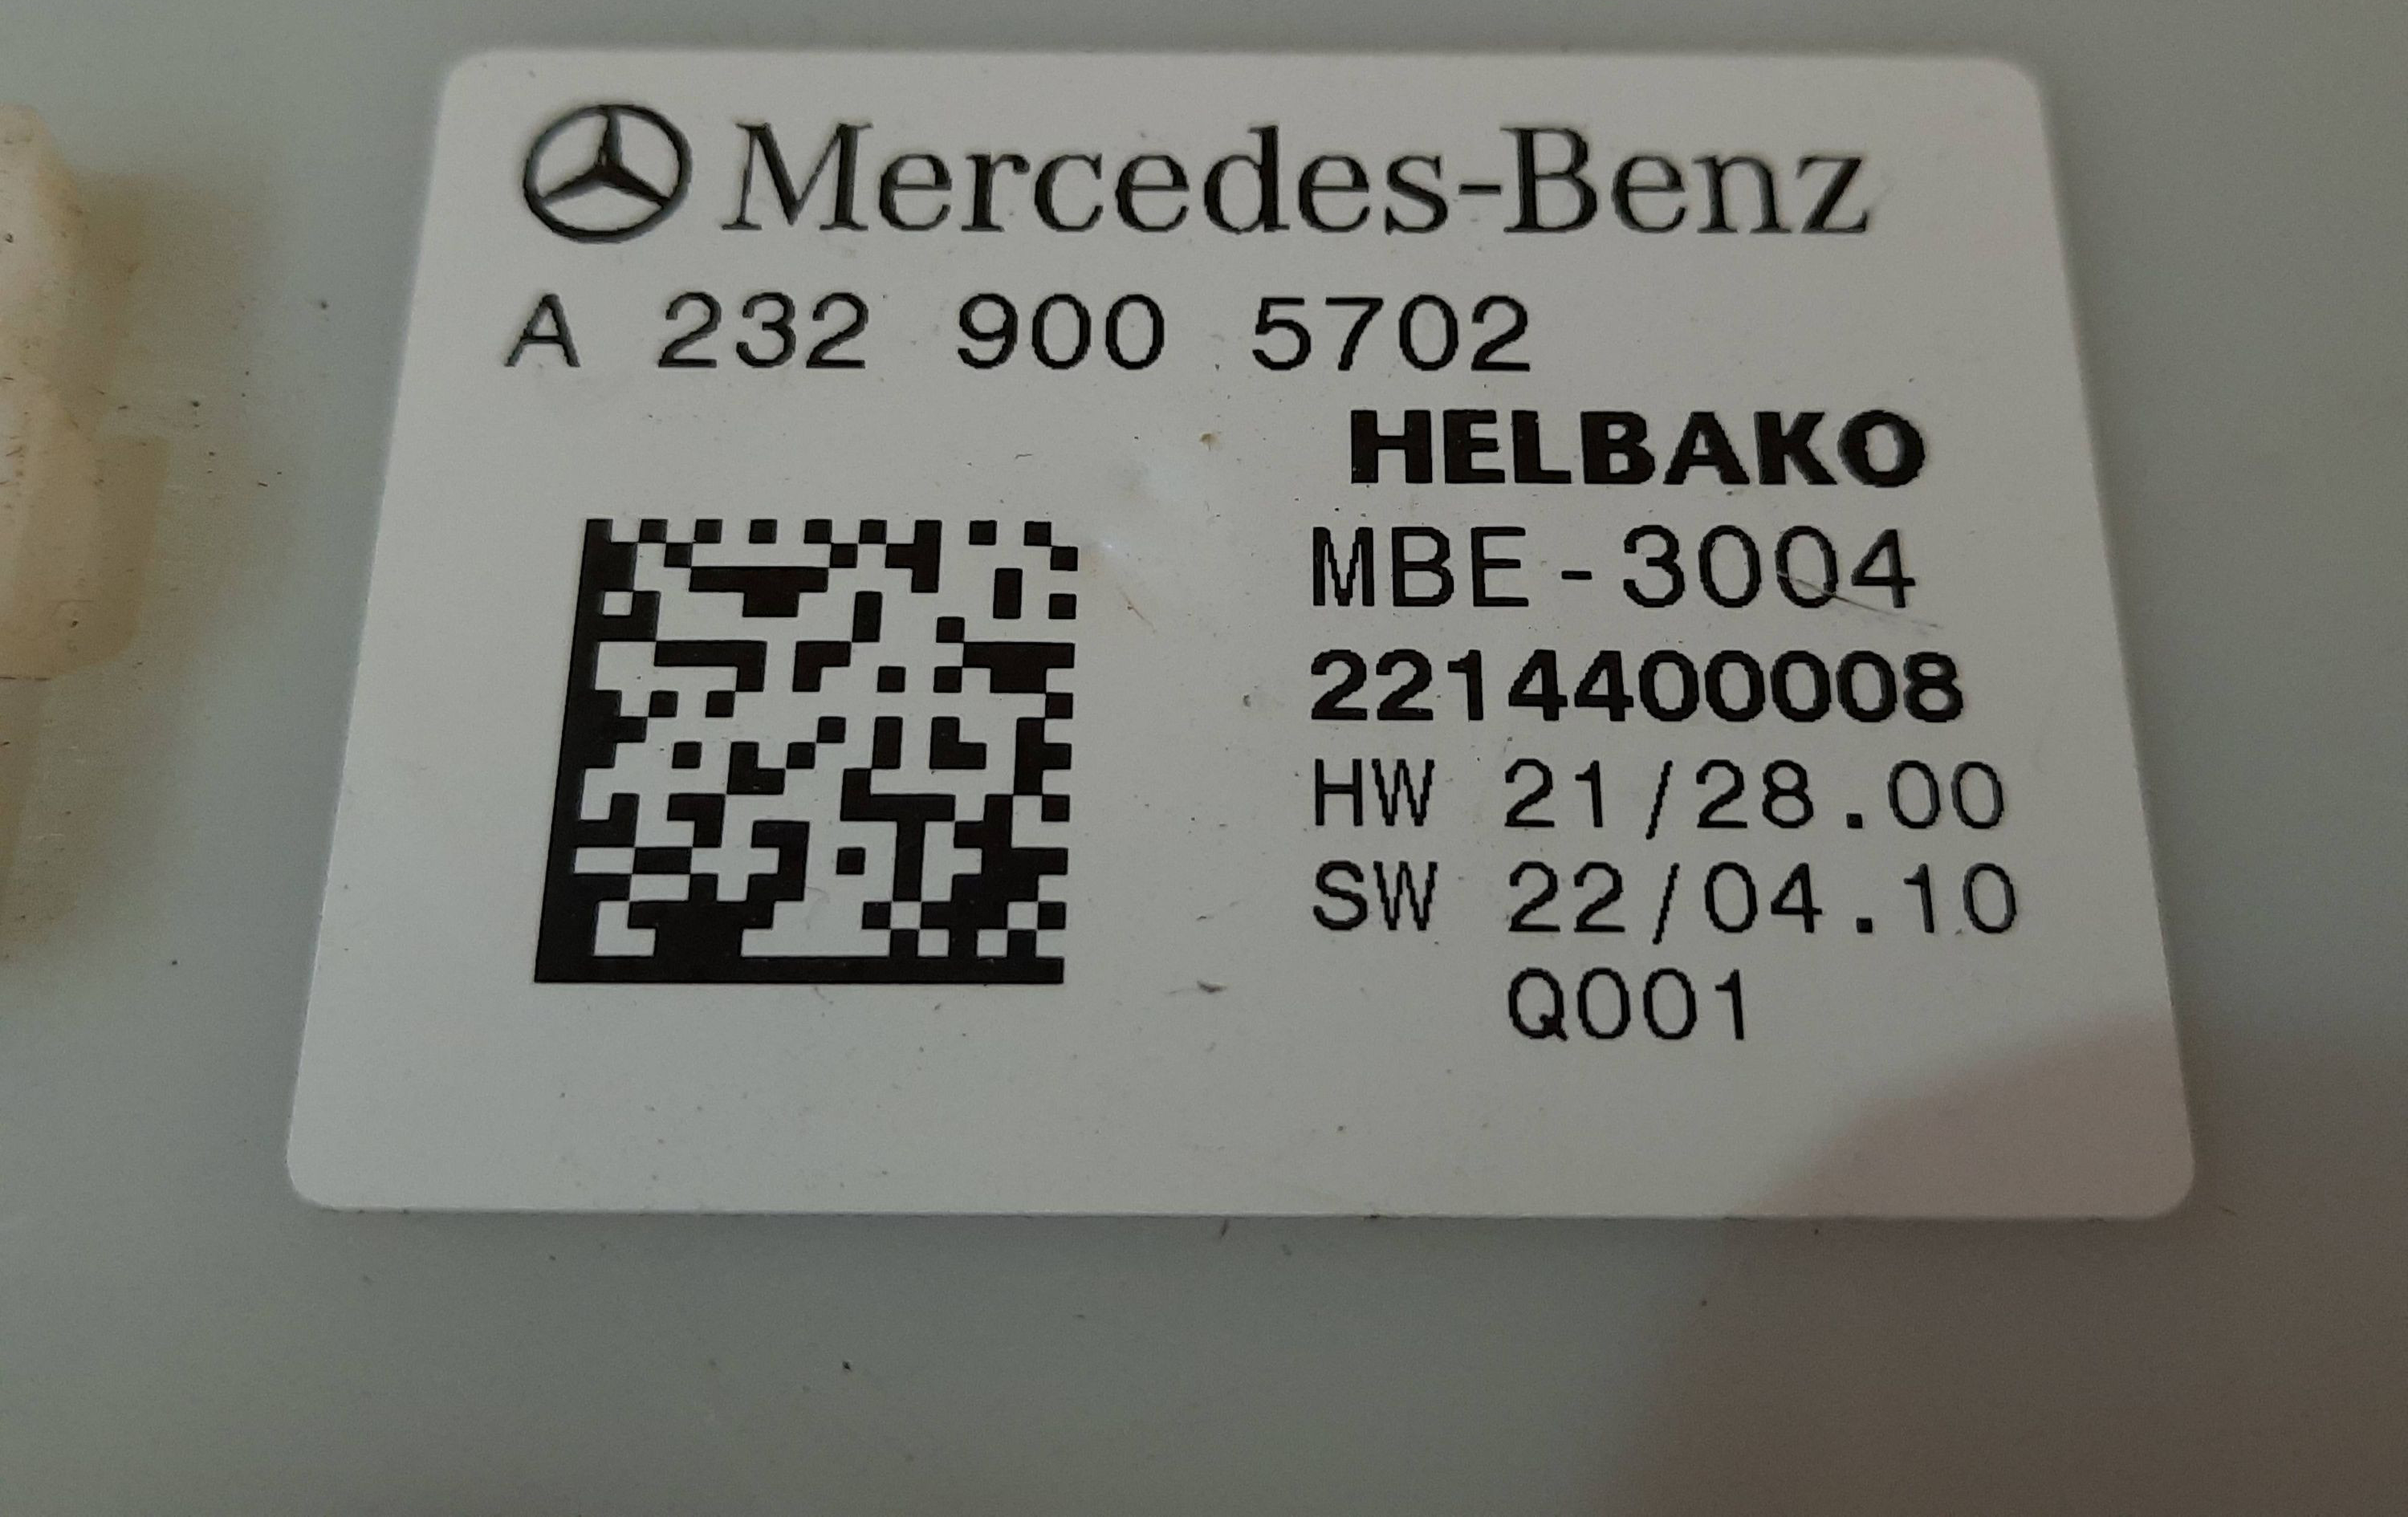 Mercedes-Benz
A 232 900 5702
HELBAKO
MBE-3004
2214400008
HW 21/28.00
SW 22/04.10
Q001